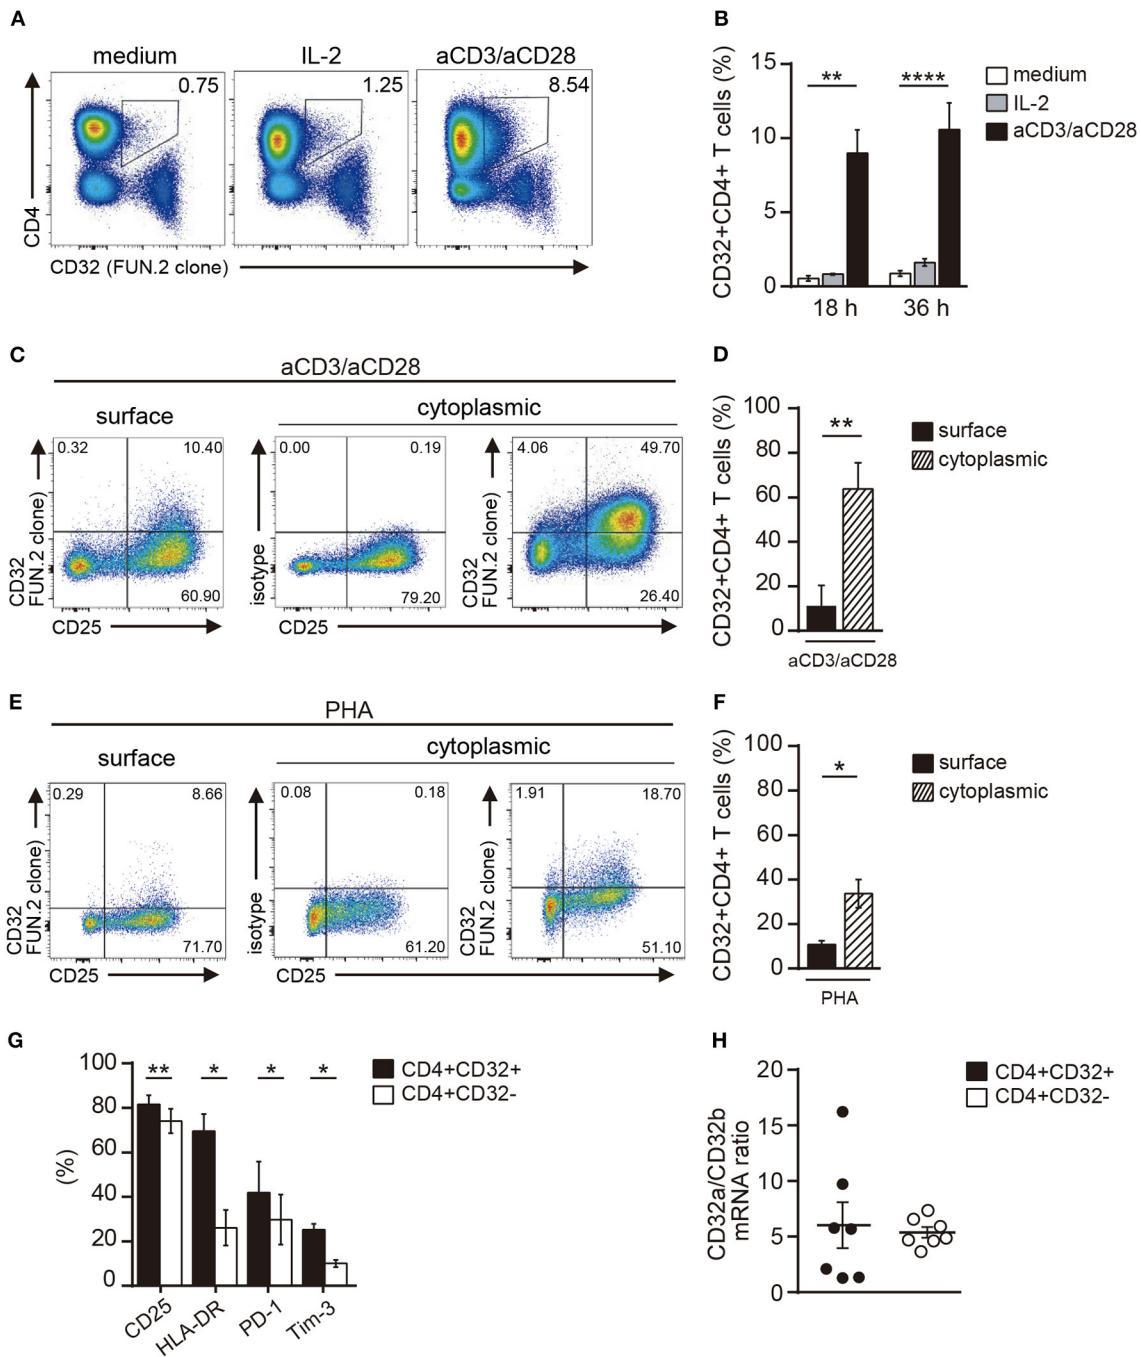 A
medium
IL-2
aCD3/aCD28
0.75
1.25
8.54
CD4
CD32 (FUN.2 clone)
B
CD32+CD4+ T cells (%)
15
10
5
0
**
****
18 h
36 h
medium
IL-2
aCD3/aCD28
C
aCD3/aCD28
surface
cytoplasmic
0.32
10.40
60.90
CD32
FUN.2 clone)
CD25
0.00
0.19
79.20
isotype
CD25
4.06
49.70
26.40
CD32
FUN.2 clone)
D
CD32+CD4+ T cells (%)
100
80
60
40
20
0
**
aCD3/aCD28
surface
cytoplasmic
E
PHA
surface
cytoplasmic
0.29
8.66
71.70
CD32
FUN.2 clone)
CD25
0.08
0.18
61.20
isotype
CD25
1.91
18.70
51.10
CD32
FUN.2 clone)
F
CD32+CD4+ T cells (%)
100
80
60
40
20
0
*
PHA
surface
cytoplasmic
G
(%)
100
80
60
40
20
0
**
*
*
*
CD25
HLA-DR
PD-1
Tim-3
CD4+CD32+
CD4+CD32-
H
CD32a/CD32b
mRNA ratio
20
15
10
5
0
CD4+CD32+
CD4+CD32-